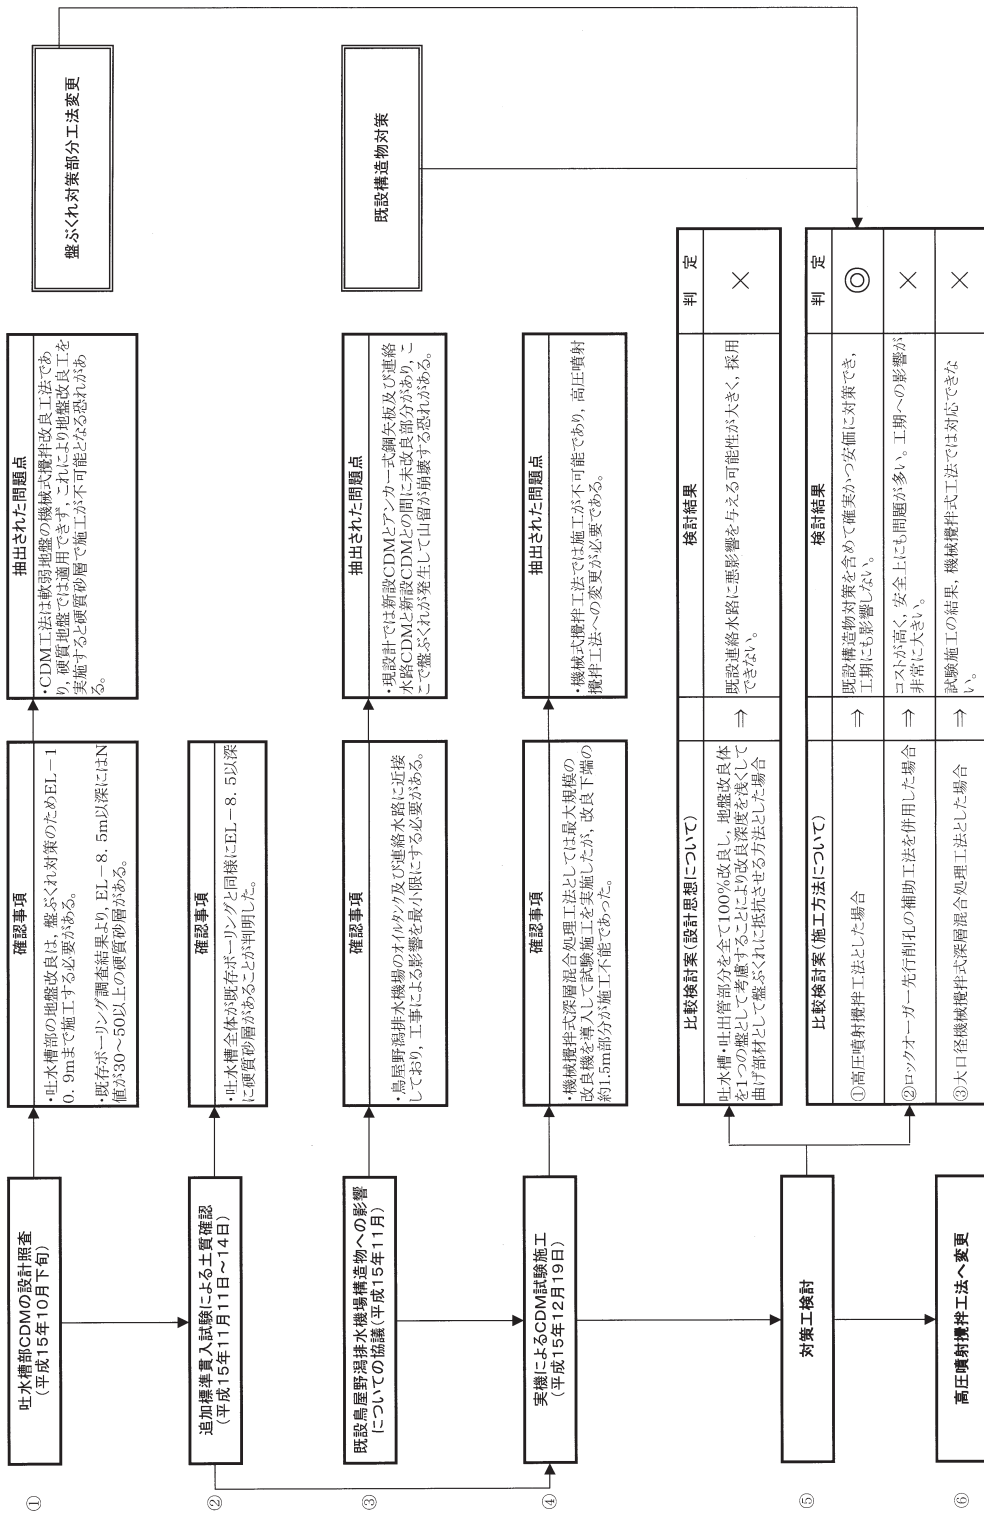 ①
吐水槽部CDMの設計照査
(平成15年10月下旬)
確認事項
・吐水槽部の地盤改良は，盤ぶくれ対策のためEL－1
0．9mまで施工する必要がある。
・既存ボーリング調査結果より，EL－8．5m以深にはN
値が30～50以上の硬質砂層がある。
抽出された問題点
・CDM工法は軟弱地盤の機械式攪拌改良工法であ
り，硬質地盤では適用できず，これにより地盤改良工を
実施すると硬質砂層で施工が不可能となる恐れがあ
る。
盤ぶくれ対策部分工法変更
②
追加標準貫入試験による土質確認
(平成15年11月11日～14日)
確認事項
・吐水槽全体が既存ボーリングと同様にEL－8．5以深
に硬質砂層があることが判明した。
③
既設鳥屋野潟排水機場構造物への影響
についての協議(平成15年11月)
確認事項
・鳥屋野潟排水機場のオイルタンク及び連絡水路に近接
しており，工事による影響を最小限にする必要がある。
抽出された問題点
・現設計では新設CDMとアンカー式鋼矢板及び連絡
水路CDMと新設CDMとの間に未改良部分があり，こ
こで盤ぶくれが発生して山留が崩壊する恐れがある。
既設構造物対策
④
実機によるCDM試験施工
(平成15年12月19日)
確認事項
・機械攪拌式深層混合処理工法としては最大規模の
改良機を導入して試験施工を実施したが，改良下端の
約1.5m部分が施工不能であった。
抽出された問題点
・機械式攪拌工法では施工が不可能であり，高圧噴射
攪拌工法への変更が必要である。
⑤
対策工検討
比較検討案(設計思想について)
検討結果
判　定
吐水槽・吐出管部分を全て100%改良し，地盤改良体
を1つの盤として考慮することにより改良深度を浅くして
曲げ部材として盤ぶくれに抵抗させる方法とした場合
⇒
既設連絡水路に悪影響を与える可能性が大きく，採用
できない。
×
比較検討案(施工方法について)
検討結果
判　定
①高圧噴射攪拌工法とした場合
⇒
既設構造物対策を含めて確実かつ安価に対策でき，
工期にも影響しない。
◎
②ロックオーガー先行削孔の補助工法を併用した場合
⇒
コストが高く，安全上にも問題が多い。工期への影響が
非常に大きい。
×
③大口径機械攪拌式深層混合処理工法とした場合
⇒
試験施工の結果，機械攪拌式工法では対応できな
い。
×
⑥
高圧噴射攪拌工法へ変更